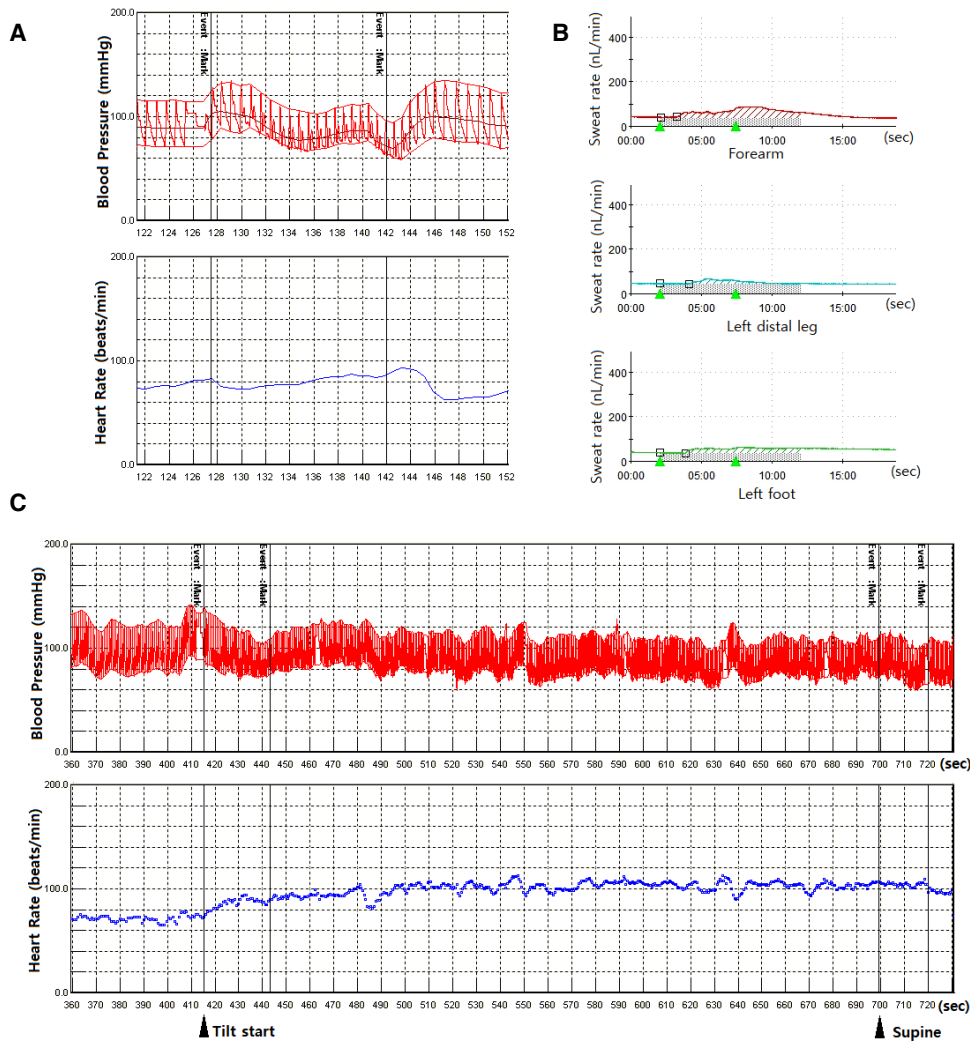 A
Blood Pressure (mmHg)
200.0
100.0
0.0
Event :Mark
Event :Mark
122 124 126 128 130 132 134 136 138 140 142 144 146 148 150 152
Heart Rate (beats/min)
200.0
100.0
0.0
122 124 126 128 130 132 134 136 138 140 142 144 146 148 150 152
B
Sweat rate (nL/min)
400
200
0
00:00 05:00 10:00 15:00 (sec)
Forearm
Sweat rate (nL/min)
400
200
0
00:00 05:00 10:00 15:00 (sec)
Left distal leg
Sweat rate (nL/min)
400
200
0
00:00 05:00 10:00 15:00 (sec)
Left foot
C
Blood Pressure (mmHg)
200.0
100.0
0.0
Event :Mark
Event :Mark
Event :Mark
Event :Mark
360 370 380 390 400 410 420 430 440 450 460 470 480 490 500 510 520 530 540 550 560 570 580 590 600 610 620 630 640 650 660 670 680 690 700 710 720 (sec)
Heart Rate (beats/min)
200.0
100.0
0.0
360 370 380 390 400 410 420 430 440 450 460 470 480 490 500 510 520 530 540 550 560 570 580 590 600 610 620 630 640 650 660 670 680 690 700 710 720 (sec)
Tilt start
Supine